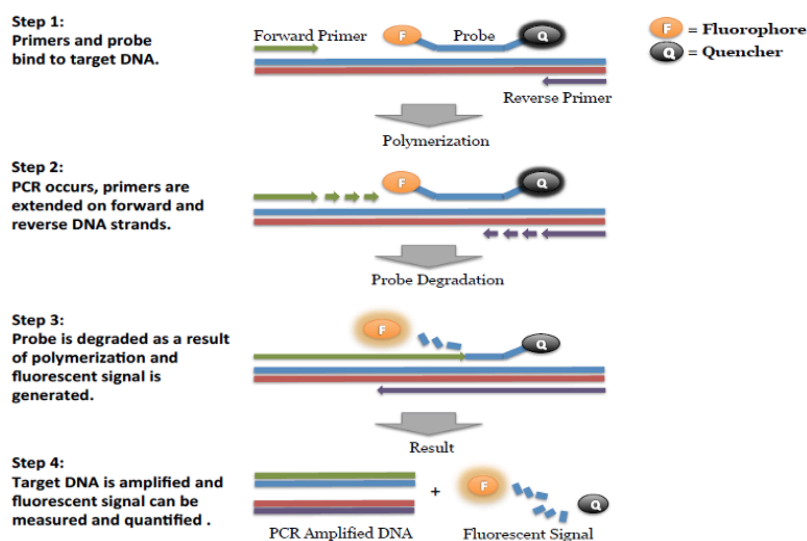 Step 1:
Primers and probe
bind to target DNA.
Forward Primer
F
Probe
Q
F = Fluorophore
Q = Quencher
Reverse Primer
Polymerization
Step 2:
PCR occurs, primers are
extended on forward and
reverse DNA strands.
F
Q
Probe Degradation
Step 3:
Probe is degraded as a result
of polymerization and
fluorescent signal is
generated.
F
Q
Result
Step 4:
Target DNA is amplified and
fluorescent signal can be
measured and quantified .
+
F
Q
PCR Amplified DNA
Fluorescent Signal